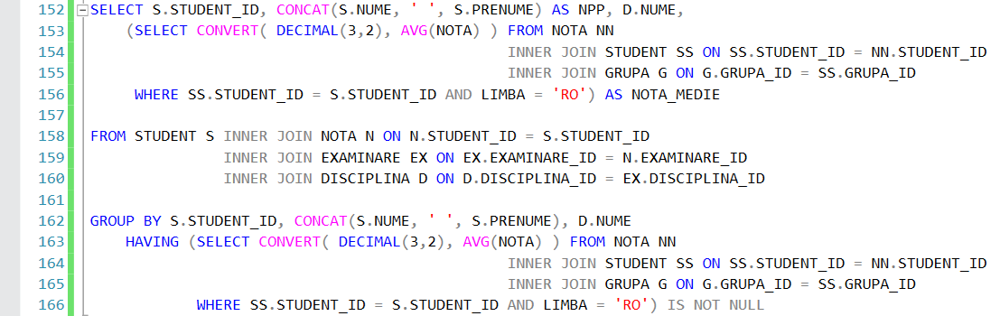 152 SELECT S.STUDENT_ID, CONCAT(S.NUME, ' ', S.PRENUME) AS NPP, D.NUME,
153 (SELECT CONVERT( DECIMAL(3,2), AVG(NOTA) ) FROM NOTA NN
154 INNER JOIN STUDENT SS ON SS.STUDENT_ID = NN.STUDENT_ID
155 INNER JOIN GRUPA G ON G.GRUPA_ID = SS.GRUPA_ID
156 WHERE SS.STUDENT_ID = S.STUDENT_ID AND LIMBA = 'RO') AS NOTA_MEDIE
157
158 FROM STUDENT S INNER JOIN NOTA N ON N.STUDENT_ID = S.STUDENT_ID
159 INNER JOIN EXAMINARE EX ON EX.EXAMINARE_ID = N.EXAMINARE_ID
160 INNER JOIN DISCIPLINA D ON D.DISCIPLINA_ID = EX.DISCIPLINA_ID
161
162 GROUP BY S.STUDENT_ID, CONCAT(S.NUME, ' ', S.PRENUME), D.NUME
163 HAVING (SELECT CONVERT( DECIMAL(3,2), AVG(NOTA) ) FROM NOTA NN
164 INNER JOIN STUDENT SS ON SS.STUDENT_ID = NN.STUDENT_ID
165 INNER JOIN GRUPA G ON G.GRUPA_ID = SS.GRUPA_ID
166 WHERE SS.STUDENT_ID = S.STUDENT_ID AND LIMBA = 'RO') IS NOT NULL